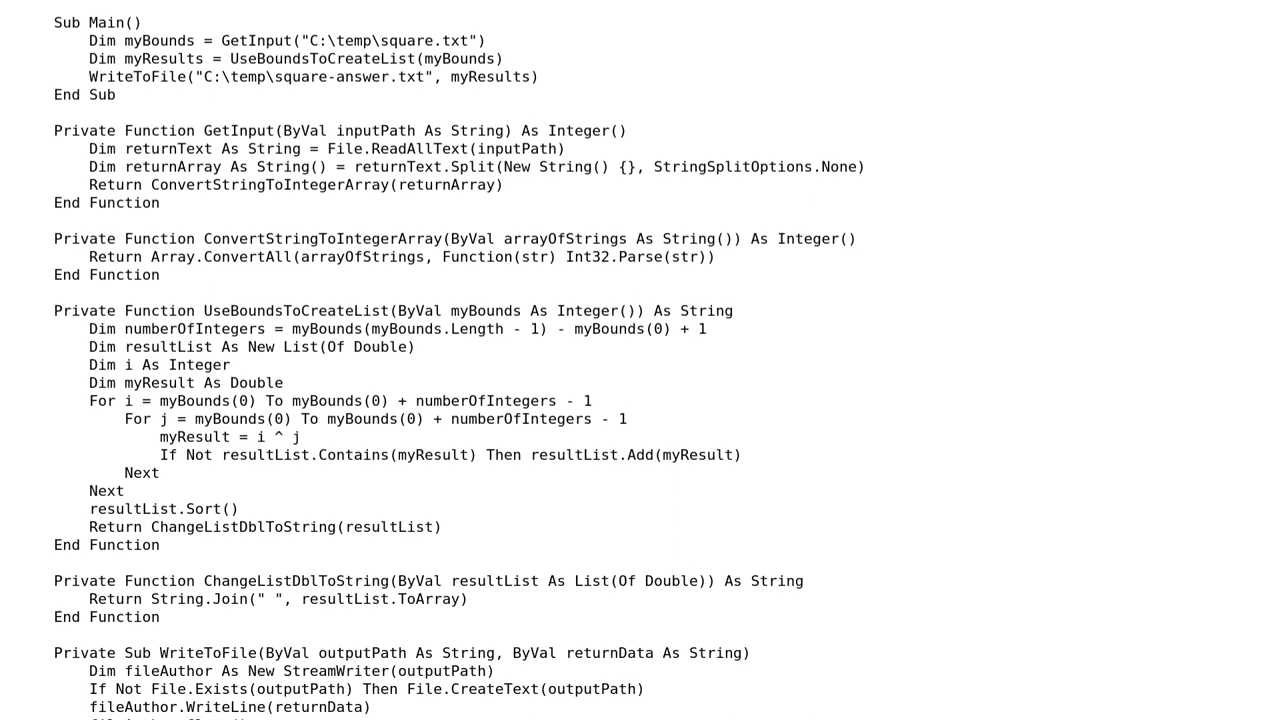 Sub Main()
    Dim myBounds = GetInput("C:\temp\square.txt")
    Dim myResults = UseBoundsToCreateList(myBounds)
    WriteToFile("C:\temp\square-answer.txt", myResults)
End Sub

Private Function GetInput(ByVal inputPath As String) As Integer()
    Dim returnText As String = File.ReadAllText(inputPath)
    Dim returnArray As String() = returnText.Split(New String() {}, StringSplitOptions.None)
    Return ConvertStringToIntegerArray(returnArray)
End Function

Private Function ConvertStringToIntegerArray(ByVal arrayOfStrings As String()) As Integer()
    Return Array.ConvertAll(arrayOfStrings, Function(str) Int32.Parse(str))
End Function

Private Function UseBoundsToCreateList(ByVal myBounds As Integer()) As String
    Dim numberOfIntegers = myBounds(myBounds.Length - 1) - myBounds(0) + 1
    Dim resultList As New List(Of Double)
    Dim i As Integer
    Dim myResult As Double
    For i = myBounds(0) To myBounds(0) + numberOfIntegers - 1
        For j = myBounds(0) To myBounds(0) + numberOfIntegers - 1
            myResult = i ^ j
            If Not resultList.Contains(myResult) Then resultList.Add(myResult)
        Next
    Next
    resultList.Sort()
    Return ChangeListDblToString(resultList)
End Function

Private Function ChangeListDblToString(ByVal resultList As List(Of Double)) As String
    Return String.Join(" ", resultList.ToArray)
End Function

Private Sub WriteToFile(ByVal outputPath As String, ByVal returnData As String)
    Dim fileAuthor As New StreamWriter(outputPath)
    If Not File.Exists(outputPath) Then File.CreateText(outputPath)
    fileAuthor.WriteLine(returnData)